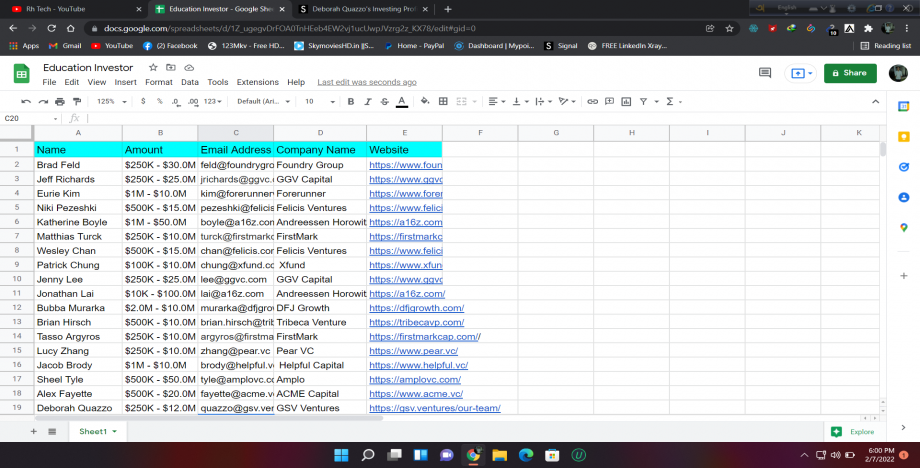 Rh Tech - YouTube
Education Investor - Google She
Deborah Quazzo's Investing Prof
English
docs.google.com/spreadsheets/d/1Z_ugegvDrFOA0TnHEeb4EW2vj1ucUwpJVzrg2z_KX78/edit#gid=0
10
Apps Gmail YouTube (2) Facebook 123Mkv - Free HD... SkymoviesHD.in ||S... Home - PayPal Dashboard | Mypoi... Signal FREE LinkedIn Xray... Reading list
Education Investor
File Edit View Insert Format Data Tools Extensions Help Last edit was seconds ago
Share
125% $ % .0 .00 123 Default (Ari... 10 B I S A
C20 fx
A B C D E F G H I J K
1 Name Amount Email Address Company Name Website
2 Brad Feld $250K - $30.0M feld@foundrygro Foundry Group https://www.foun
3 Jeff Richards $250K - $25.0M jrichards@ggvc.c GGV Capital https://www.ggvc
4 Eurie Kim $1M - $10.0M kim@forerunnerv Forerunner https://www.forer
5 Niki Pezeshki $500K - $15.0M pezeshki@felicis Felicis Ventures https://www.felici
6 Katherine Boyle $1M - $50.0M boyle@a16z.con Andreessen Horowit https://a16z.com
7 Matthias Turck $250K - $10.0M turck@firstmarkc FirstMark https://firstmarkc
8 Wesley Chan $500K - $15.0M chan@felicis.cor Felicis Ventures https://www.felici
9 Patrick Chung $100K - $10.0M chung@xfund.cc Xfund https://www.xfun
10 Jenny Lee $250K - $25.0M lee@ggvc.com GGV Capital https://www.ggvc
11 Jonathan Lai $10K - $100.0M lai@a16z.com Andreessen Horowit https://a16z.com/
12 Bubba Murarka $2.0M - $10.0M murarka@dfjgrov DFJ Growth https://dfjgrowth.com/
13 Brian Hirsch $500K - $10.0M brian.hirsch@trib Tribeca Venture https://tribecavp.com/
14 Tasso Argyros $250K - $10.0M argyros@firstma FirstMark https://firstmarkcap.com//
15 Lucy Zhang $250K - $10.0M zhang@pear.vc Pear VC https://www.pear.vc/
16 Jacob Brody $1M - $10.0M brody@helpful.v Helpful Capital https://www.helpful.vc/
17 Sheel Tyle $500K - $50.0M tyle@amplovc.cc Amplo https://amplovc.com/
18 Alex Fayette $500K - $20.0M fayette@acme.v ACME Capital https://www.acme.vc/
19 Deborah Quazzo $250K - $12.0M quazzo@gsv.ver GSV Ventures https://gsv.ventures/our-team/
Sheet1 Explore
6:00 PM
2/7/2022